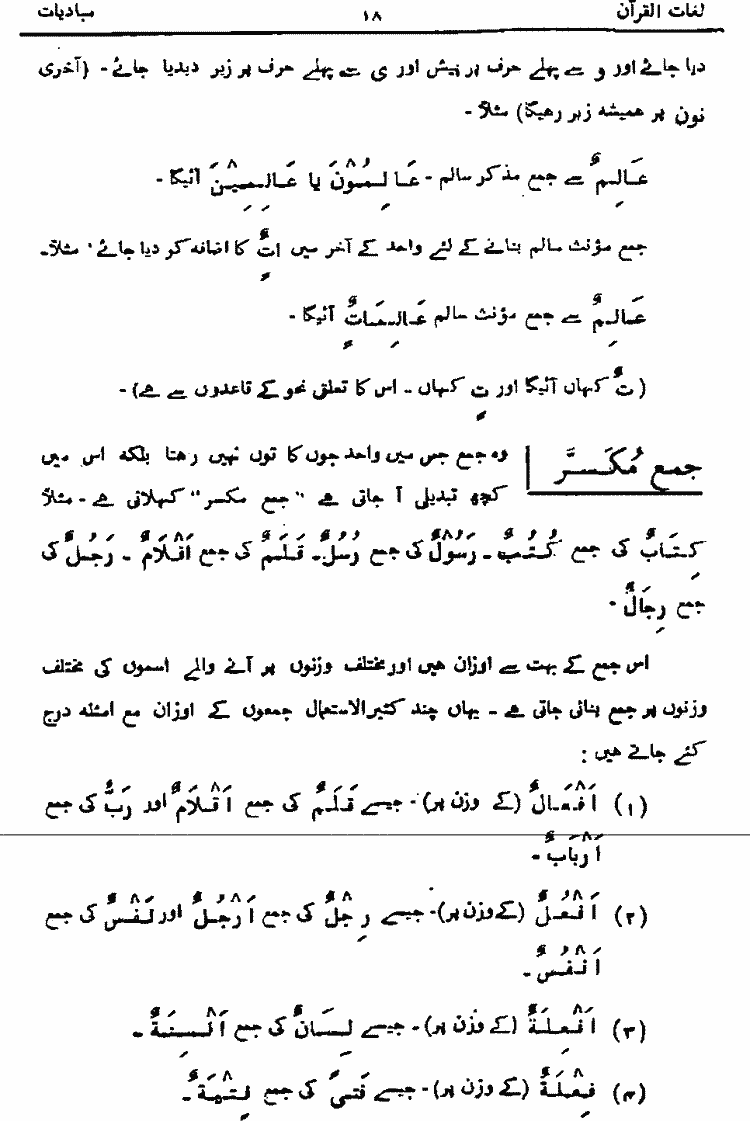 لغات القرآن ۱۸ مبادیات
دیا جائے اور و سے پہلے حرف پر پیش اور ی سے پہلے حرف پر زیر دیدیا جائے - (آخری
نون پر ہمیشہ زبر رہیگا) مثلاً -
عَالِمٌ سے جمع مذکر سالم - عَالِمُوْنَ یا عَالِمِیْنَ آئیگا -
جمع مؤنث سالم بنانے کے لئے واحد کے آخر میں اتٌ کا اضافہ کر دیا جائے ' مثلاً -
عَالِمٌ سے جمع مؤنث سالم عَالِمَاتٌ آئیگا -
(تٌ کہاں آئیگا اور تٍ کہاں - اس کا تعلق نحو کے قاعدوں سے ہے) -
جمع مُکَسَّر
وہ جمع جس میں واحد جوں کا توں نہیں رہتا بلکہ اس میں
کچھ تبدیلی آ جاتی ہے ”جمع مکسر“ کہلاتی ہے - مثلاً
کِتَابٌ کی جمع کُتُبٌ - رَسُوْلٌ کی جمع رُسُلٌ - قَلَمٌ کی جمع اَقْلَامٌ - رَجُلٌ کی
جمع رِجَالٌ -
اس جمع کے بہت سے اوزان ہیں اور مختلف وزنوں پر آنے والے اسموں کی مختلف
وزنوں پر جمع بنائی جاتی ہے - یہاں چند کثیرالاستعمال جمعوں کے اوزان مع امثلہ درج
کئے جاتے ہیں :
(۱) اَفْعَالٌ (کے وزن پر) - جیسے قَلَمٌ کی جمع اَقْلَامٌ اور رَبٌّ کی جمع
اَرْبَابٌ -
(۲) اَفْعُلٌ (کے وزن پر) - جیسے رِجْلٌ کی جمع اَرْجُلٌ اور نَفْسٌ کی جمع
اَنْفُسٌ -
(۳) اَفْعِلَةٌ (کے وزن پر) - جیسے لِسَانٌ کی جمع اَلْسِنَةٌ -
(۴) فِعْلَةٌ (کے وزن پر) - جیسے فَتًی کی جمع فِتْیَةٌ -